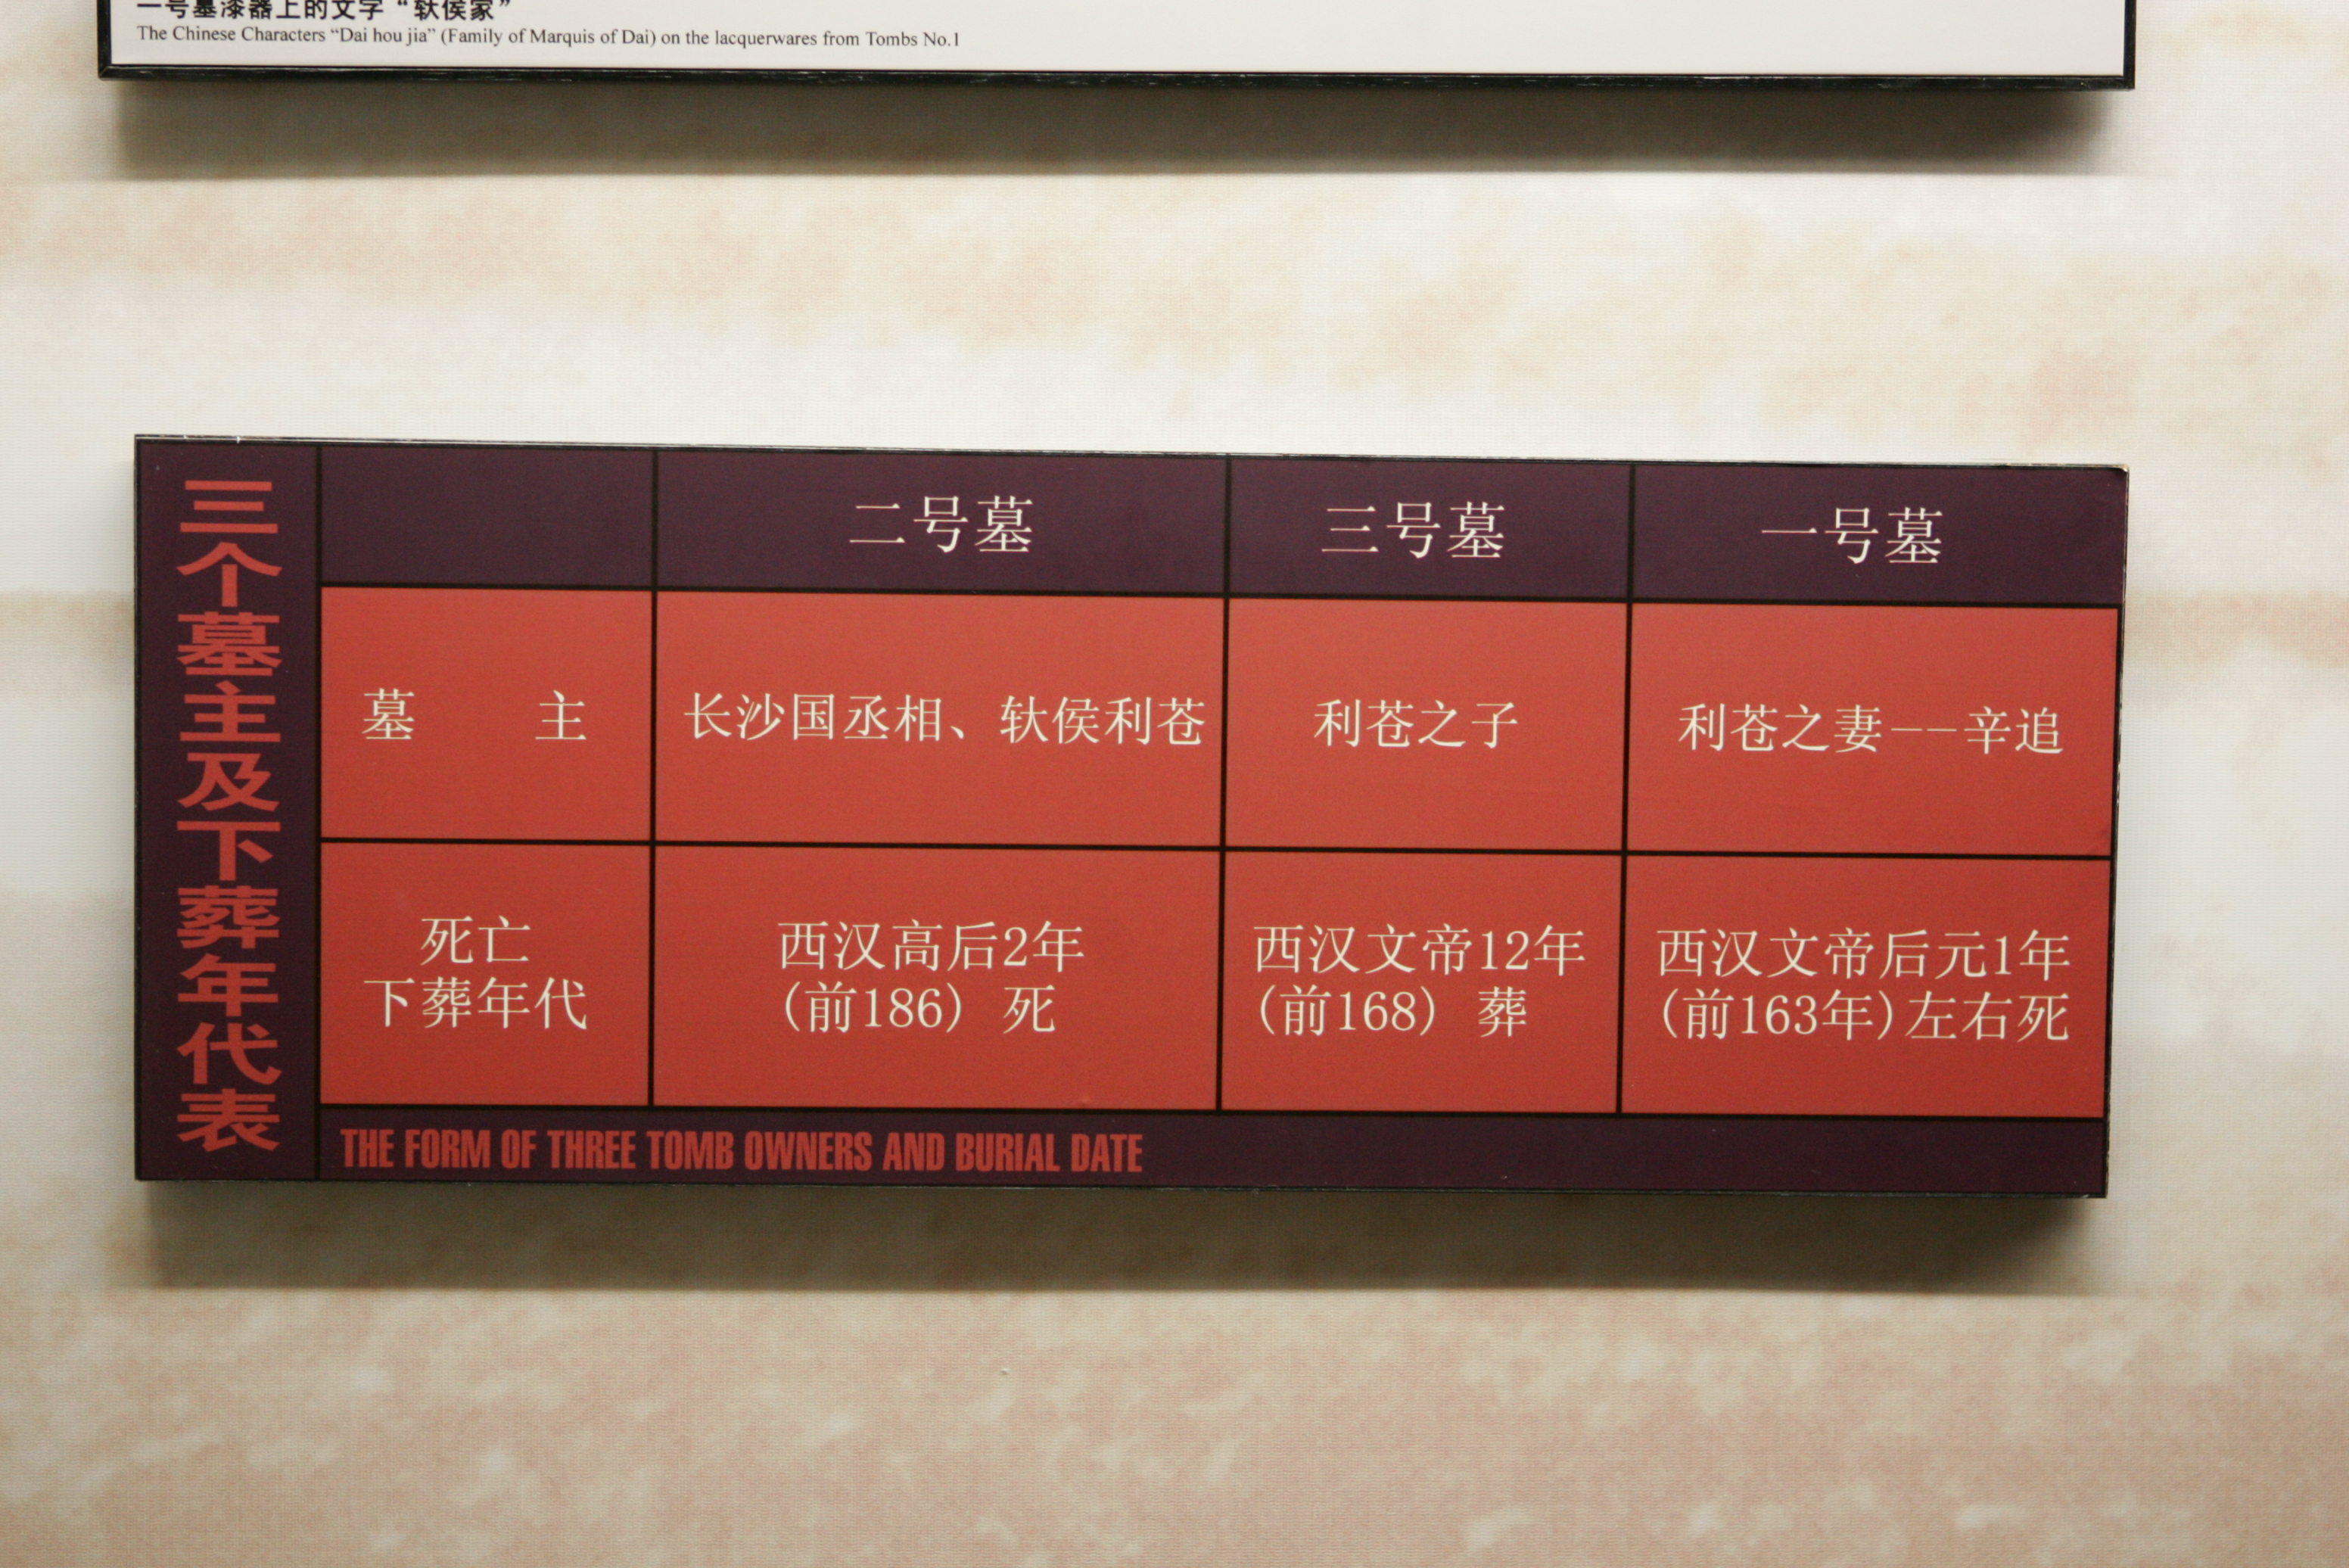 一号墓漆器上的文字“轪侯家”
The Chinese Characters “Dai hou jia” (Family of Marquis of Dai) on the lacquerwares from Tombs No.1
三个墓主及下葬年代表
二号墓 三号墓 一号墓
墓 主 长沙国丞相、轪侯利苍 利苍之子 利苍之妻——辛追
死亡 西汉高后2年 西汉文帝12年 西汉文帝后元1年
下葬年代 (前186) 死 (前168) 葬 (前163年)左右死
THE FORM OF THREE TOMB OWNERS AND BURIAL DATE